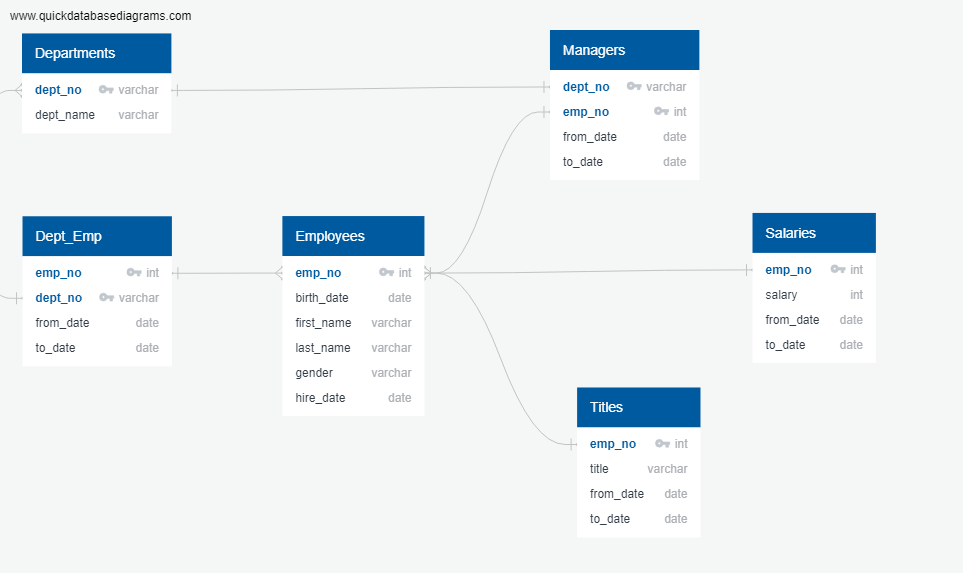 www.quickdatabasediagrams.com
Departments
dept_no varchar
dept_name varchar
Managers
dept_no varchar
emp_no int
from_date date
to_date date
Dept_Emp
emp_no int
dept_no varchar
from_date date
to_date date
Employees
emp_no int
birth_date date
first_name varchar
last_name varchar
gender varchar
hire_date date
Salaries
emp_no int
salary int
from_date date
to_date date
Titles
emp_no int
title varchar
from_date date
to_date date